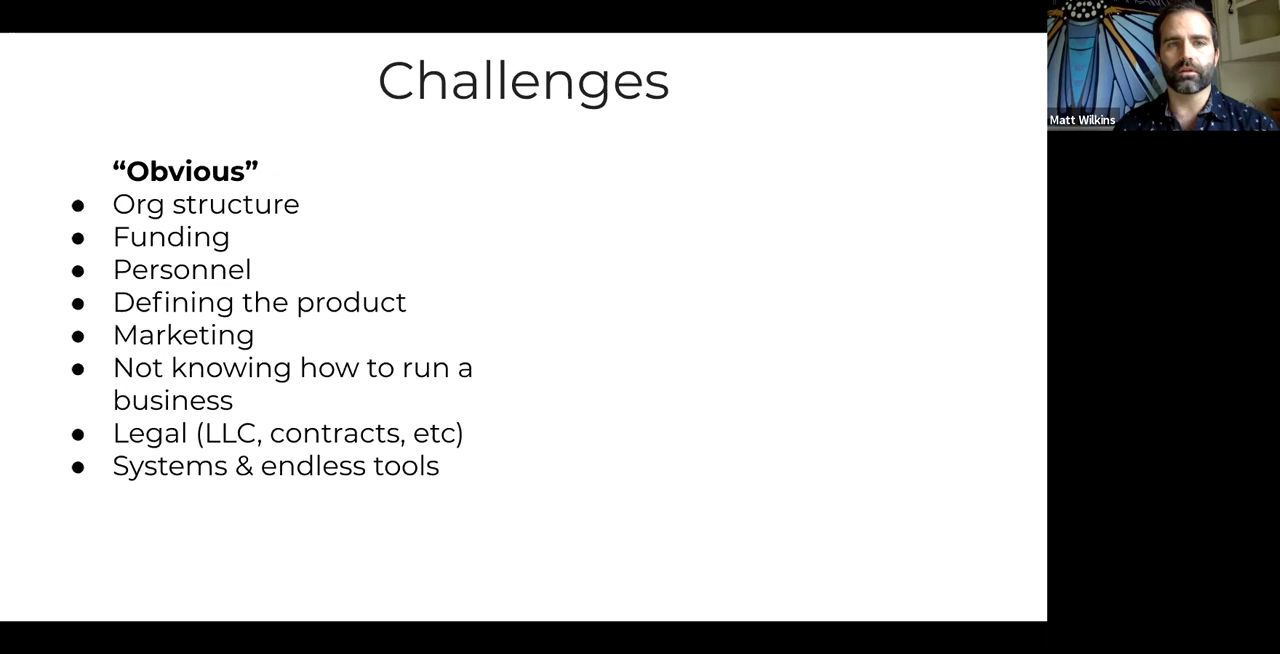 Challenges
“Obvious”
● Org structure
● Funding
● Personnel
● Defining the product
● Marketing
● Not knowing how to run a
business
● Legal (LLC, contracts, etc)
● Systems & endless tools
Matt Wilkins